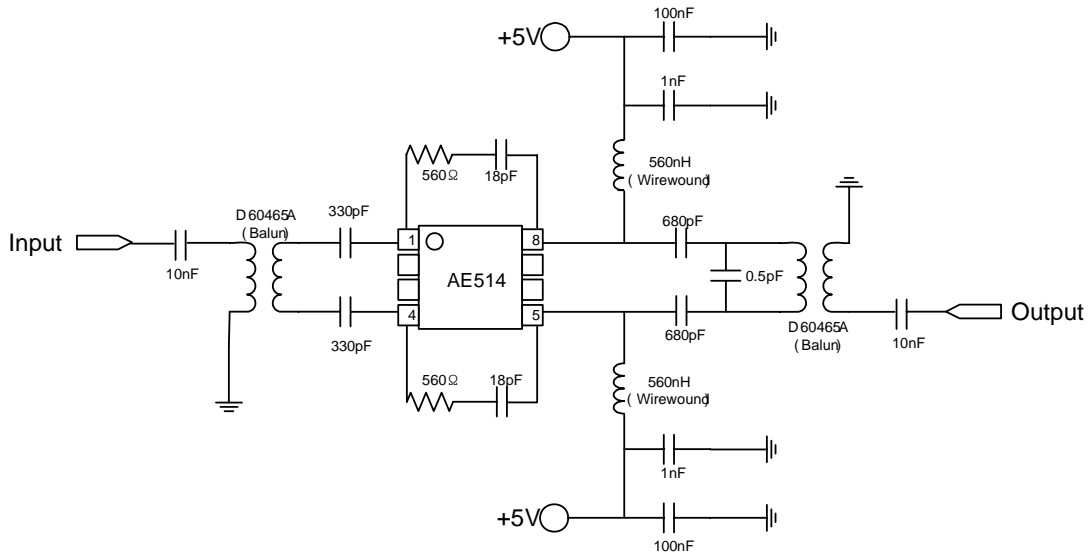 100nF
+5V
1nF
560nH
( Wirewound)
560Ω
18pF
D60465A
( Balun)
330pF
680pF
Input
1
8
10nF
AE514
0.5pF
4
5
330pF
680pF
D60465A
( Balun)
10nF
Output
560Ω
18pF
560nH
( Wirewound)
1nF
+5V
100nF